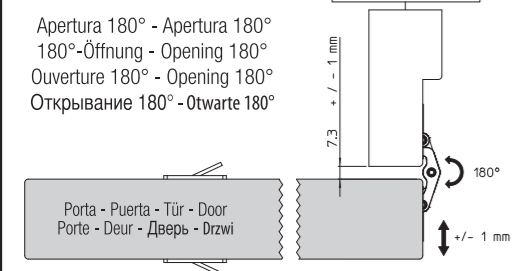 Apertura 180° - Apertura 180°
180°-Öffnung - Opening 180°
Ouverture 180° - Opening 180°
Открывание 180° - Otwarte 180°
7.3 + / - 1 mm
180°
Porta - Puerta - Tür - Door
Porte - Deur - Дверь - Drzwi
+/- 1 mm